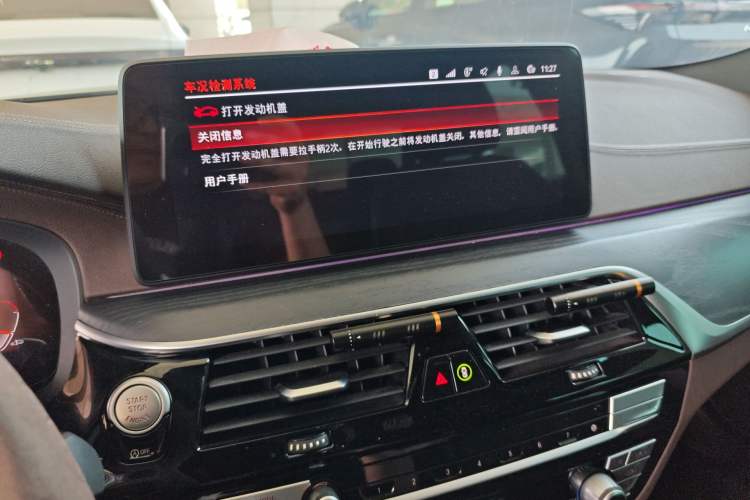 车况检测系统
11:27
打开发动机盖
关闭信息
完全打开发动机盖需要拉手柄2次，在开始行驶之前将发动机盖关闭，其他信息，请查阅用户手册。
用户手册
START
STOP
OFF